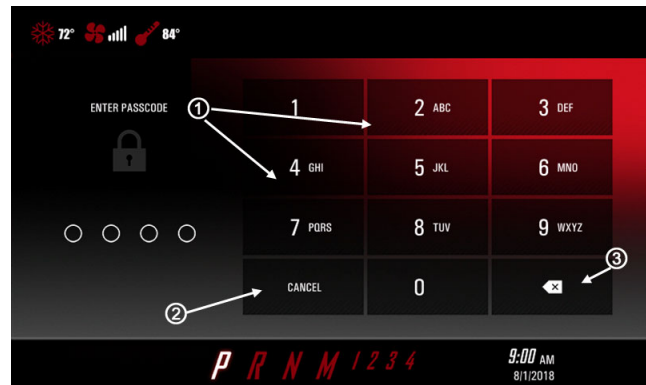 72° 84°
ENTER PASSCODE
① 1 2 ABC 3 DEF
4 GHI 5 JKL 6 MNO
7 PQRS 8 TUV 9 WXYZ
③
CANCEL 0
②
P R N M 1 2 3 4 9:00 AM
8/1/2018